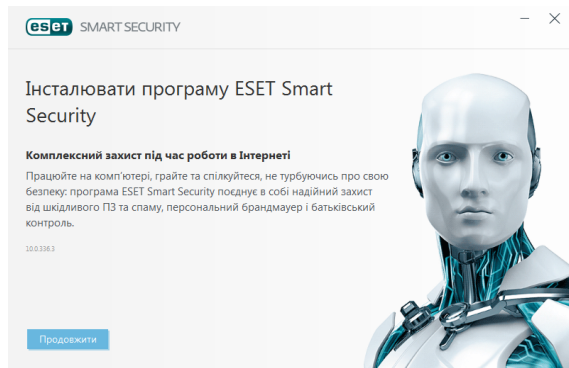 eset SMART SECURITY
Інсталювати програму ESET Smart
Security
Комплексний захист під час роботи в Інтернеті
Працюйте на комп'ютері, грайте та спілкуйтеся, не турбуючись про свою
безпеку: програма ESET Smart Security поєднує в собі надійний захист
від шкідливого ПЗ та спаму, персональний брандмауер і батьківський
контроль.
10.0.336.3
Продовжити